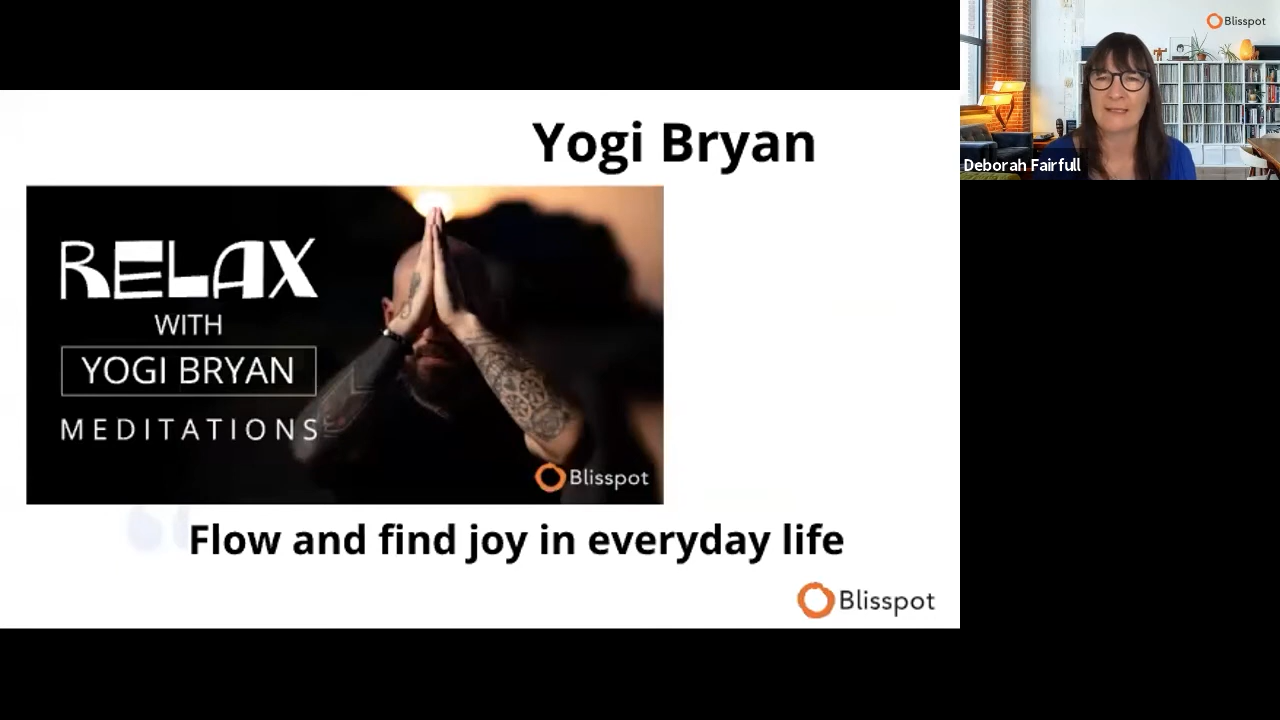 Yogi Bryan
RELAX
WITH
YOGI BRYAN
MEDITATIONS
Blisspot
Flow and find joy in everyday life
Blisspot
Blisspot
Deborah Fairfull